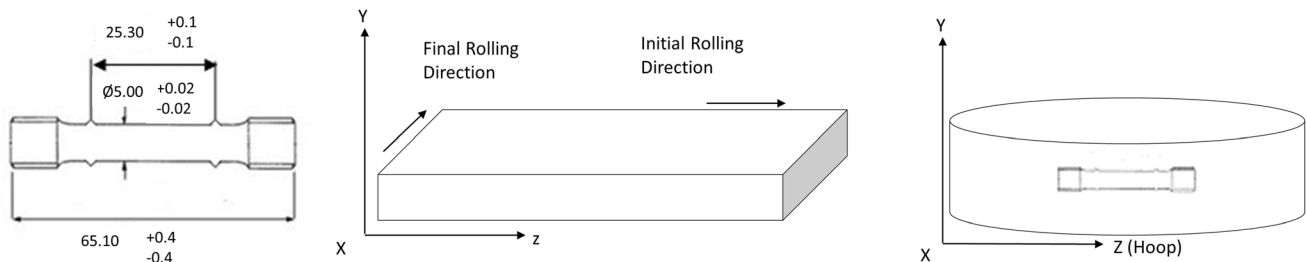 25.30 +0.1
-0.1
Ø5.00 +0.02
-0.02
65.10 +0.4
-0.4
Y
Final Rolling
Direction
Initial Rolling
Direction
X
z
Y
X
Z (Hoop)